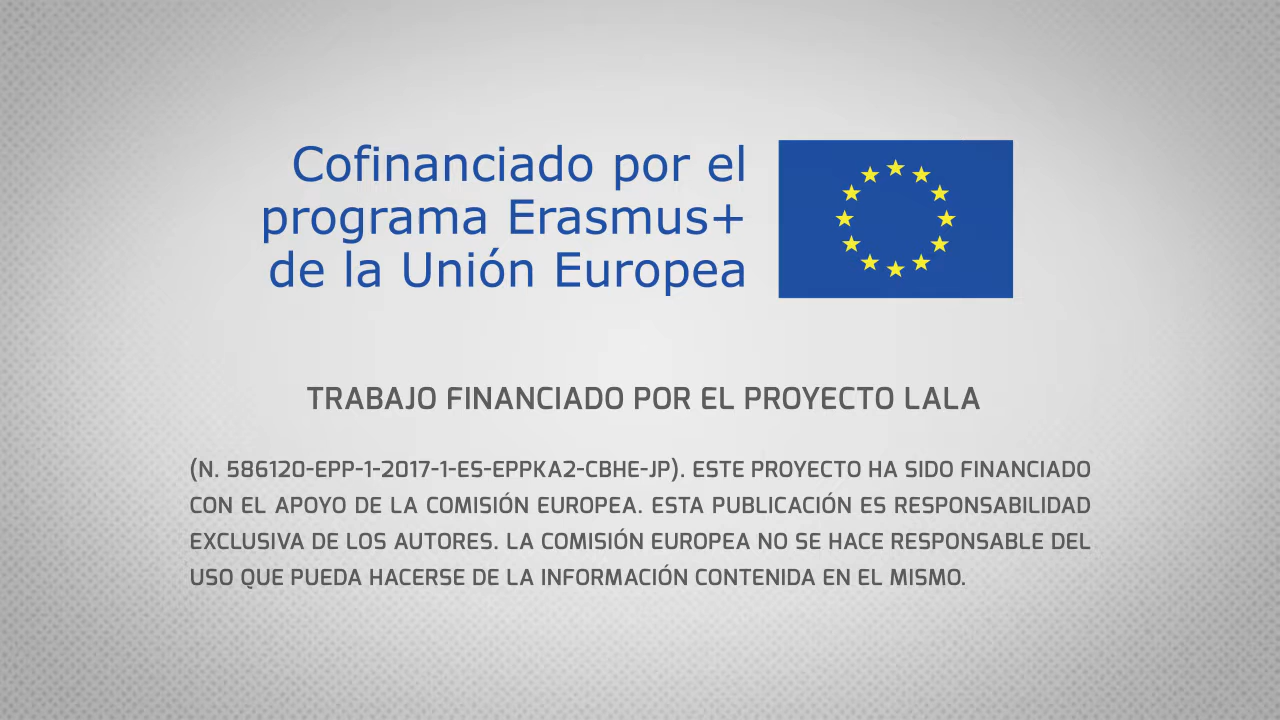 Cofinanciado por el
programa Erasmus+
de la Unión Europea
TRABAJO FINANCIADO POR EL PROYECTO LALA
(N. 586120-EPP-1-2017-1-ES-EPPKA2-CBHE-JP). ESTE PROYECTO HA SIDO FINANCIADO
CON EL APOYO DE LA COMISIÓN EUROPEA. ESTA PUBLICACIÓN ES RESPONSABILIDAD
EXCLUSIVA DE LOS AUTORES. LA COMISIÓN EUROPEA NO SE HACE RESPONSABLE DEL
USO QUE PUEDA HACERSE DE LA INFORMACIÓN CONTENIDA EN EL MISMO.